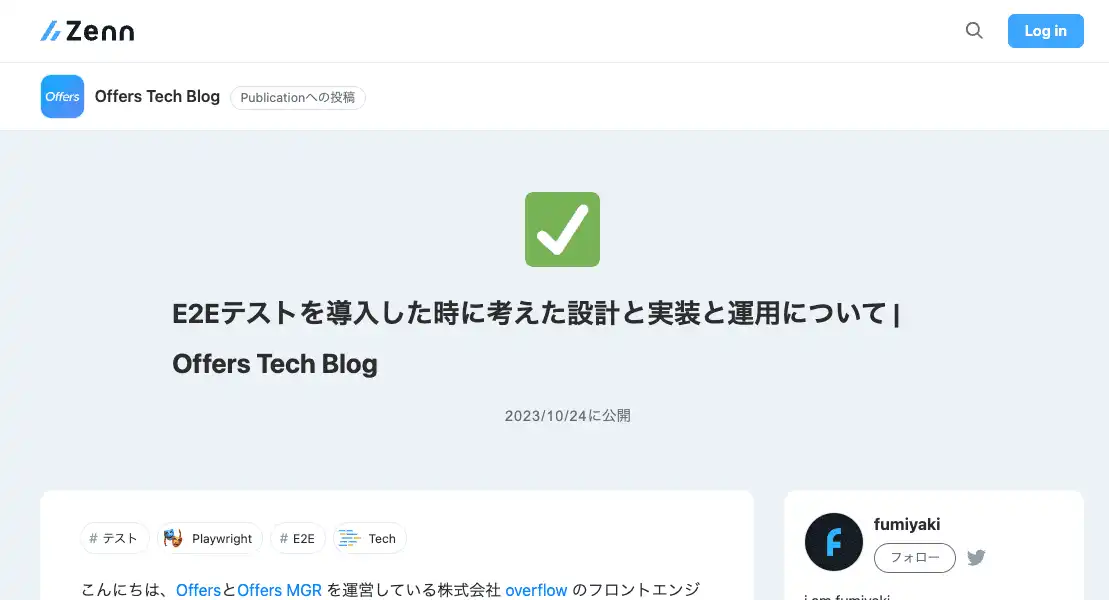 Zenn
Log in
Offers
Offers Tech Blog
Publicationへの投稿
E2Eテストを導入した時に考えた設計と実装と運用について |
Offers Tech Blog
2023/10/24に公開
# テスト
Playwright
# E2E
Tech
こんにちは、OffersとOffers MGR を運営している株式会社 overflow のフロントエンジ
fumiyaki
フォロー
i am fumiyaki